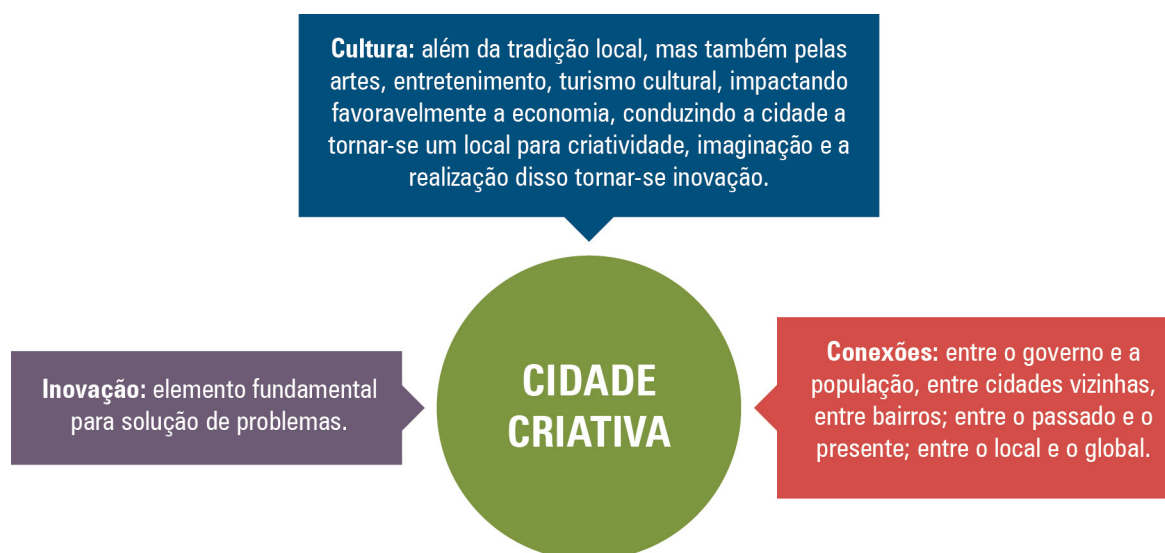 Cultura: além da tradição local, mas também pelas
artes, entretenimento, turismo cultural, impactando
favoravelmente a economia, conduzindo a cidade a
tornar-se um local para criatividade, imaginação e a
realização disso tornar-se inovação.
Inovação: elemento fundamental
para solução de problemas.
CIDADE
CRIATIVA
Conexões: entre o governo e a
população, entre cidades vizinhas,
entre bairros; entre o passado e o
presente; entre o local e o global.